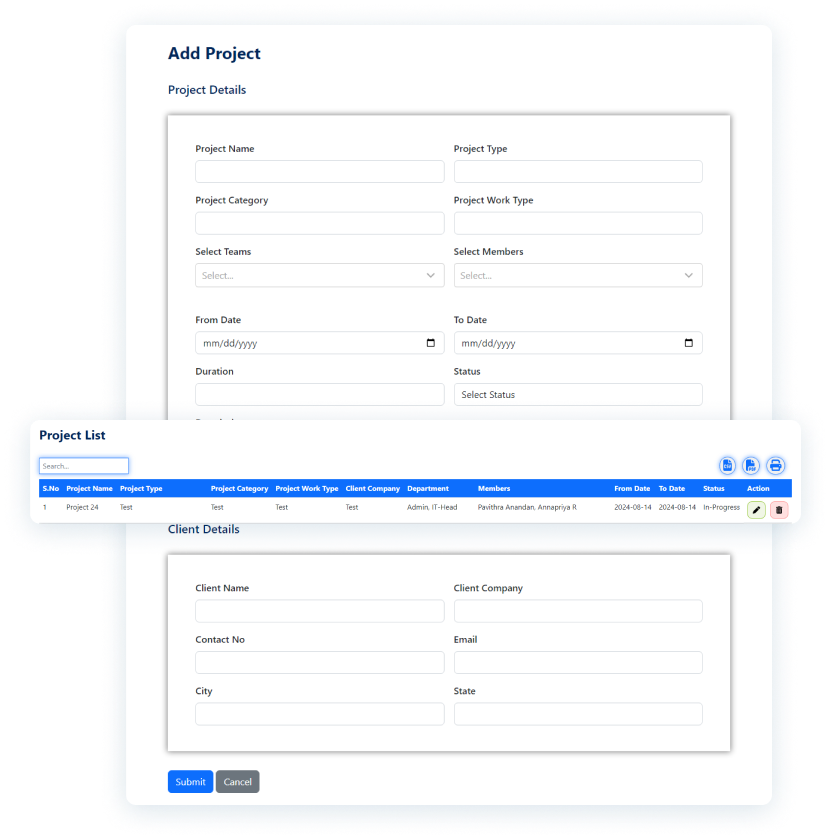 Add Project
Project Details
Project Name Project Type
Project Category Project Work Type
Select Teams Select Members
Select... Select...
From Date To Date
mm/dd/yyyy mm/dd/yyyy
Duration Status
Select Status
Project List
Search...
CSV PDF
S.No Project Name Project Type Project Category Project Work Type Client Company Department Members From Date To Date Status Action
1 Project 24 Test Test Test Test Admin, IT-Head Pavithra Anandan, Annapriya R 2024-08-14 2024-08-14 In-Progress
Client Details
Client Name Client Company
Contact No Email
City State
Submit Cancel